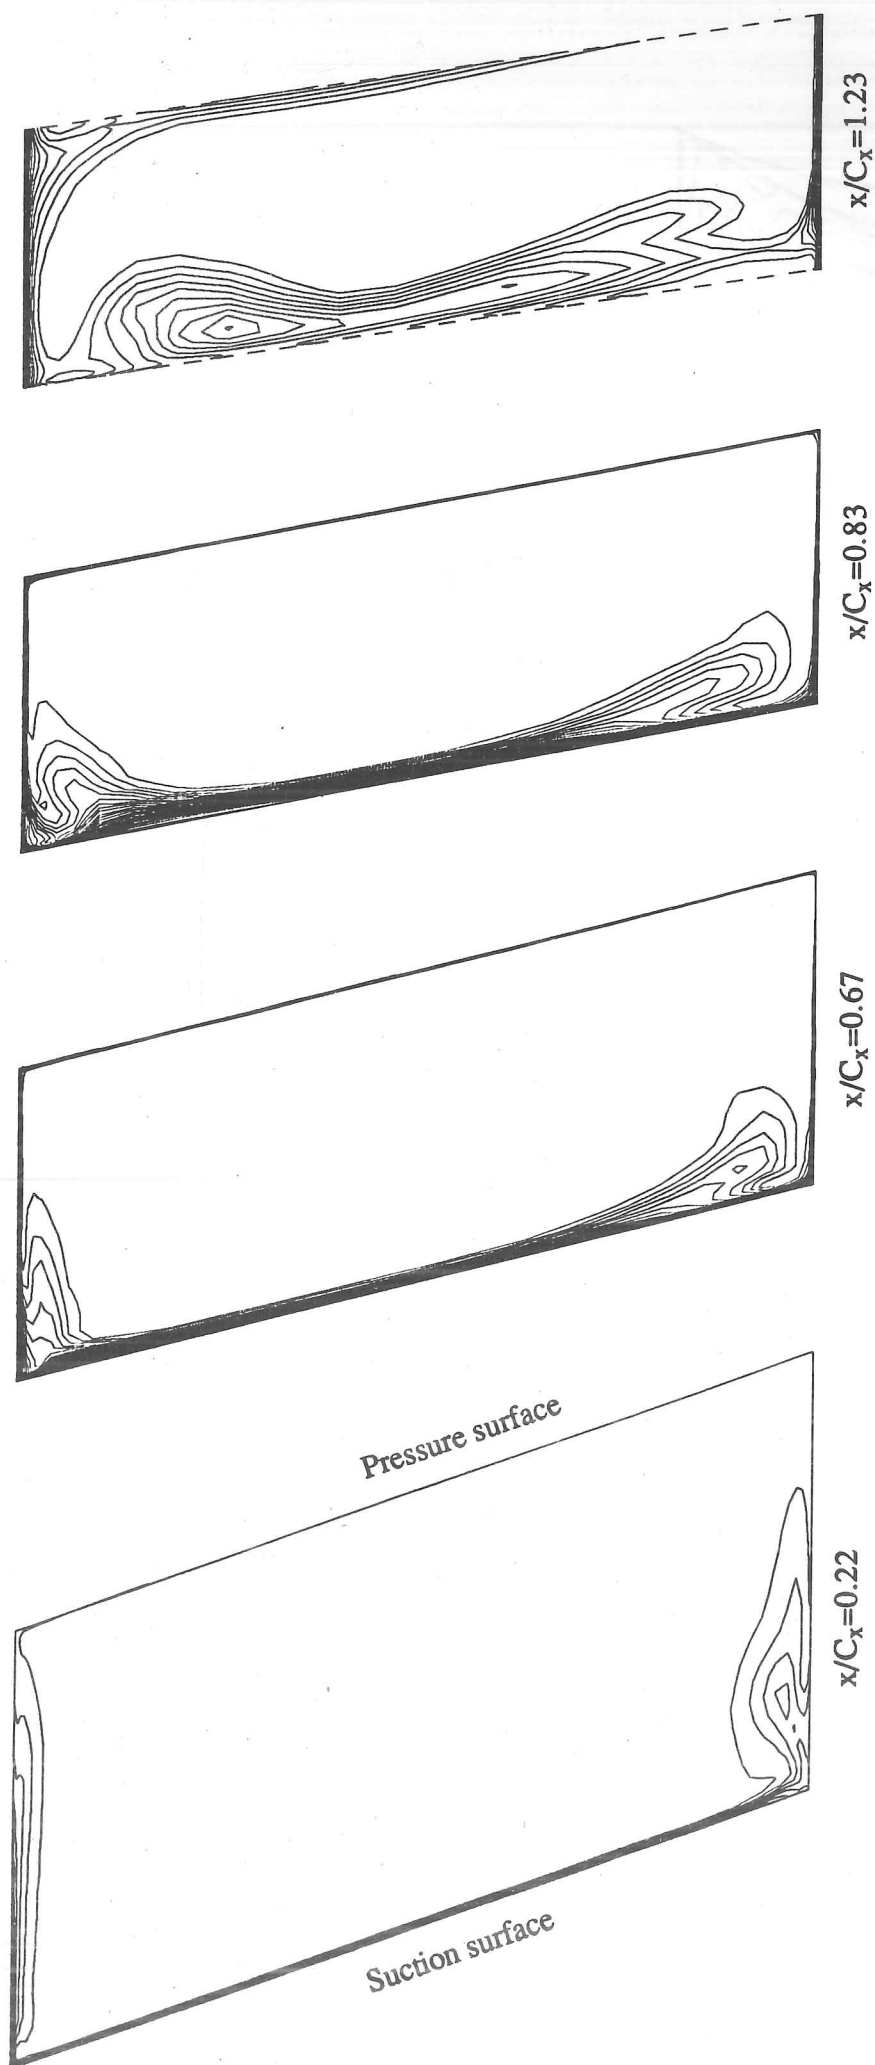 x/Cₓ=1.23
x/Cₓ=0.83
x/Cₓ=0.67
Pressure surface
x/Cₓ=0.22
Suction surface